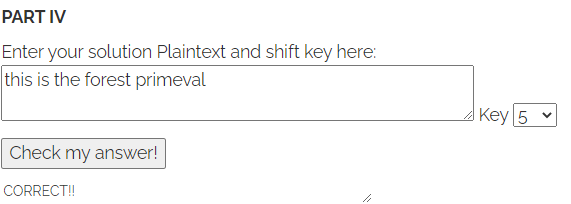 PART IV
Enter your solution Plaintext and shift key here:
this is the forest primeval
Key 5
Check my answer!
CORRECT!!